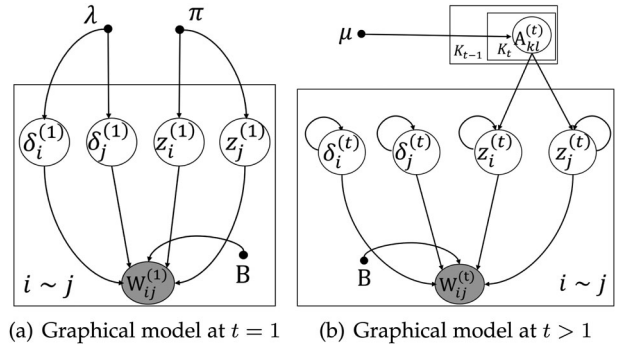 λ π
δ_i^(1) δ_j^(1) z_i^(1) z_j^(1)
W_ij^(1)
B
i ∼ j
(a) Graphical model at t = 1
μ
K_{t-1} K_t A_kl^(t)
δ_i^(t) δ_j^(t) z_i^(t) z_j^(t)
B
W_ij^(t)
i ∼ j
(b) Graphical model at t > 1